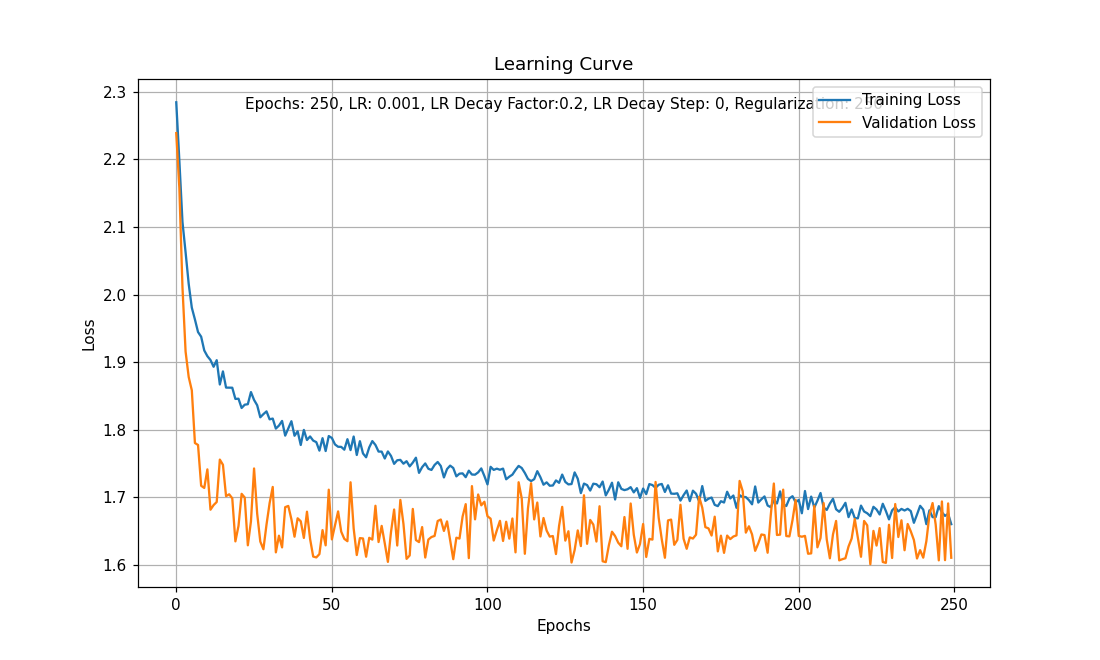 Learning Curve
Epochs: 250, LR: 0.001, LR Decay Factor:0.2, LR Decay Step: 0, Regularization: 250
Training Loss
Validation Loss
2.3
2.2
2.1
2.0
1.9
1.8
1.7
1.6
Loss
0 50 100 150 200 250
Epochs